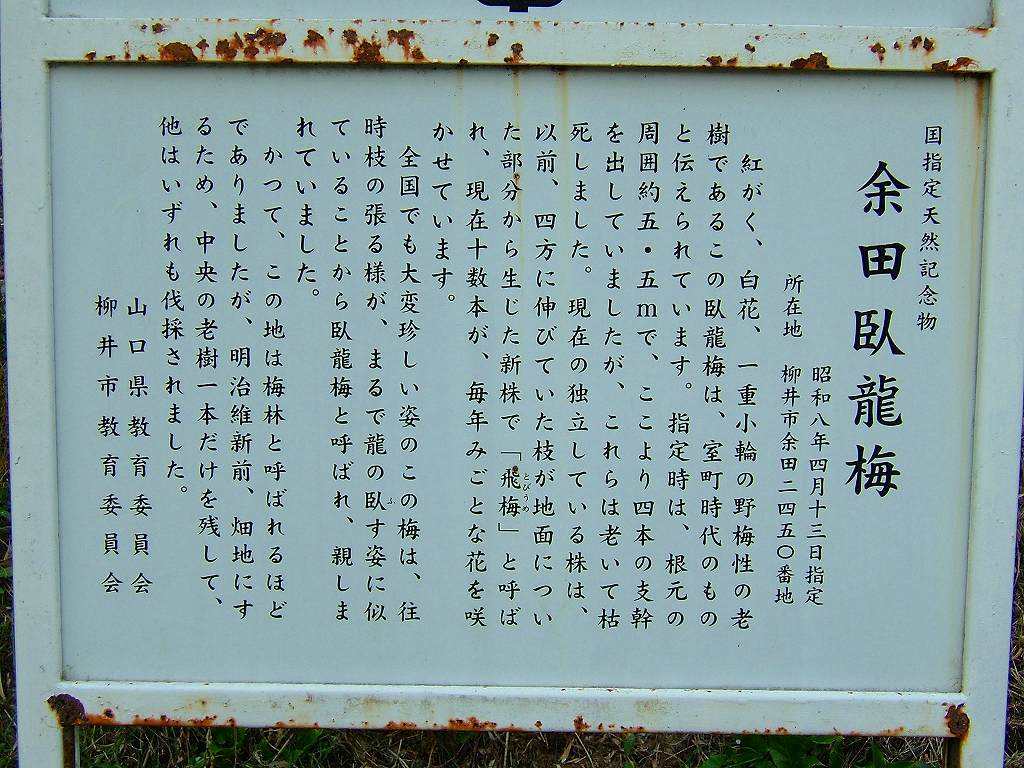 国指定天然記念物
余田臥龍梅
昭和八年四月十三日指定
所在地　柳井市余田二四五〇番地
紅がく、白花、一重小輪の野梅性の老
樹であるこの臥龍梅は、室町時代のもの
と伝えられています。指定時は、根元の
周囲約五・五mで、ここより四本の支幹
を出していましたが、これらは老いて枯
死しました。現在の独立している株は、
以前、四方に伸びていた枝が地面につい
た部分から生じた新株で「飛梅」と呼ば
とびうめ
れ、現在十数本が、毎年みごとな花を咲
かせています。
全国でも大変珍しい姿のこの梅は、往
時枝の張る様が、まるで龍の臥す姿に似
ふ
ていることから臥龍梅と呼ばれ、親しま
れていました。
かつて、この地は梅林と呼ばれるほど
でありましたが、明治維新前、畑地にす
るため、中央の老樹一本だけを残して、
他はいずれも伐採されました。
山口県教育委員会
柳井市教育委員会